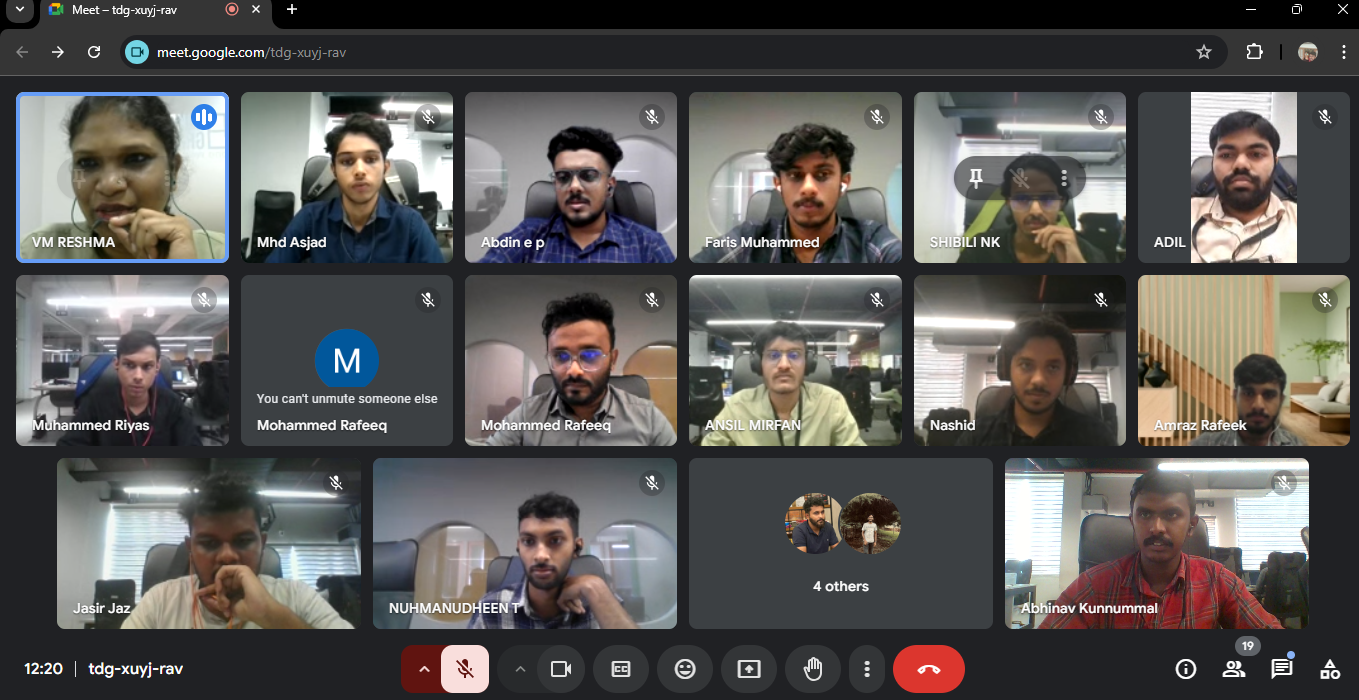 Meet – tdg-xuyj-rav
meet.google.com/tdg-xuyj-rav
VM RESHMA
Mhd Asjad
Abdin e p
Faris Muhammed
SHIBILI NK
ADIL
Muhammed Riyas
M
You can't unmute someone else
Mohammed Rafeeq
Mohammed Rafeeq
ANSIL MIRFAN
Nashid
Amraz Rafeek
Jasir Jaz
NUHMANUDHEEN T
4 others
Abhinav Kunnummal
12:20 | tdg-xuyj-rav
CC
19